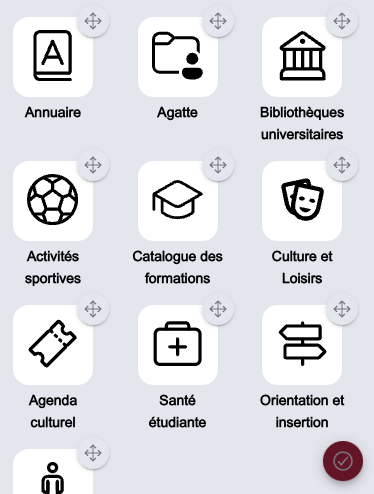 A
Annuaire
Agatte
Bibliothèques
universitaires
Activités
sportives
Catalogue des
formations
Culture et
Loisirs
Agenda
culturel
Santé
étudiante
Orientation et
insertion